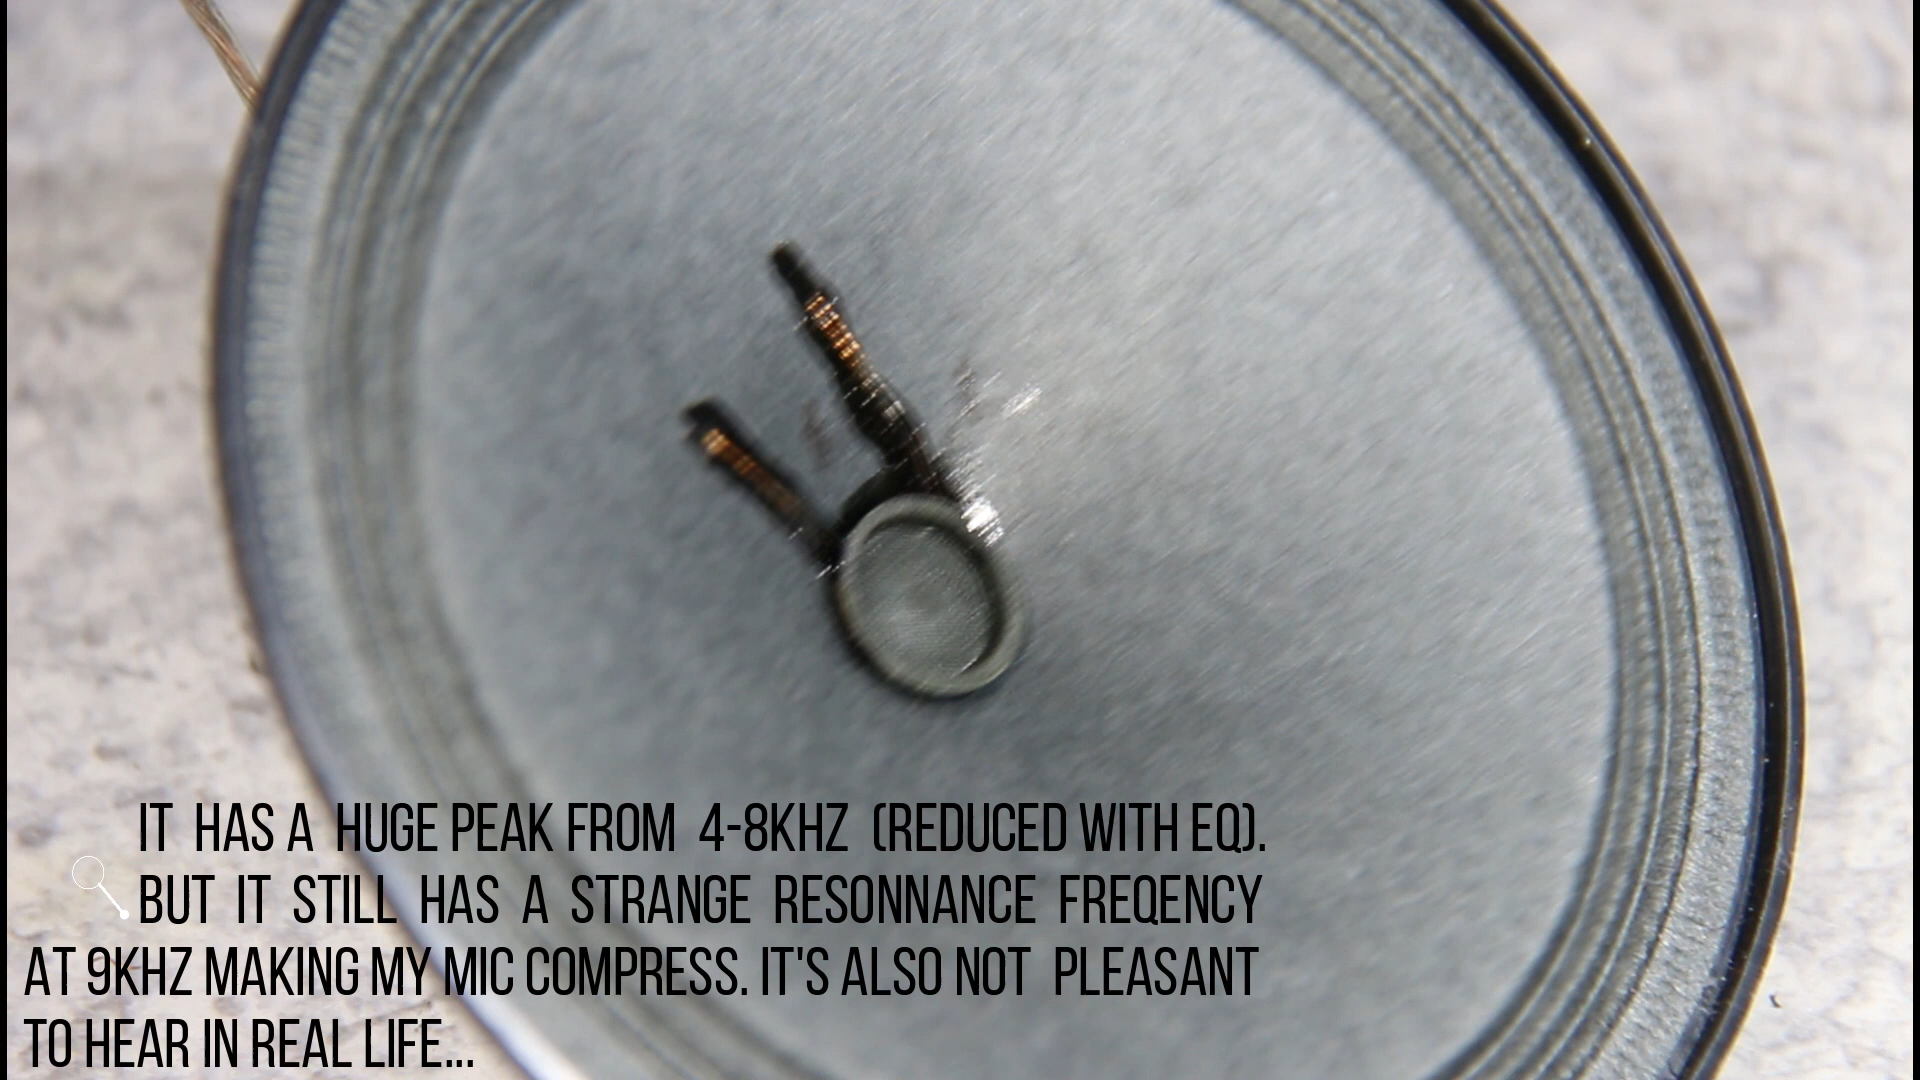 IT HAS A HUGE PEAK FROM 4-8KHZ (REDUCED WITH EQ).
BUT IT STILL HAS A STRANGE RESONNANCE FREQENCY
AT 9KHZ MAKING MY MIC COMPRESS. IT'S ALSO NOT PLEASANT
TO HEAR IN REAL LIFE...